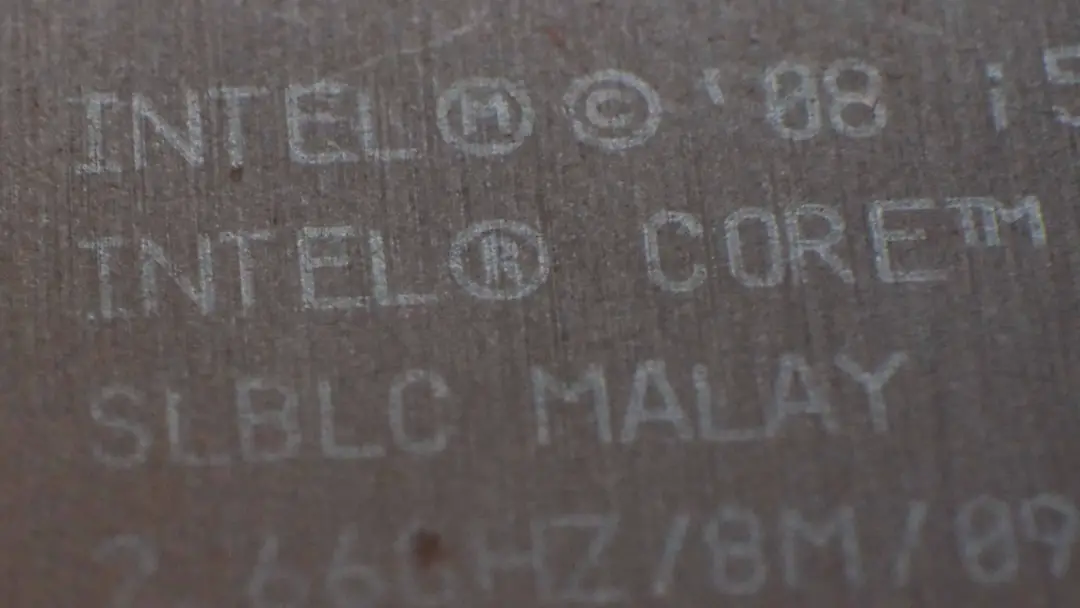 INTEL Ⓜ © '08 i5
INTEL® CORE™
SLBLC MALAY
2.66GHZ/8M/09